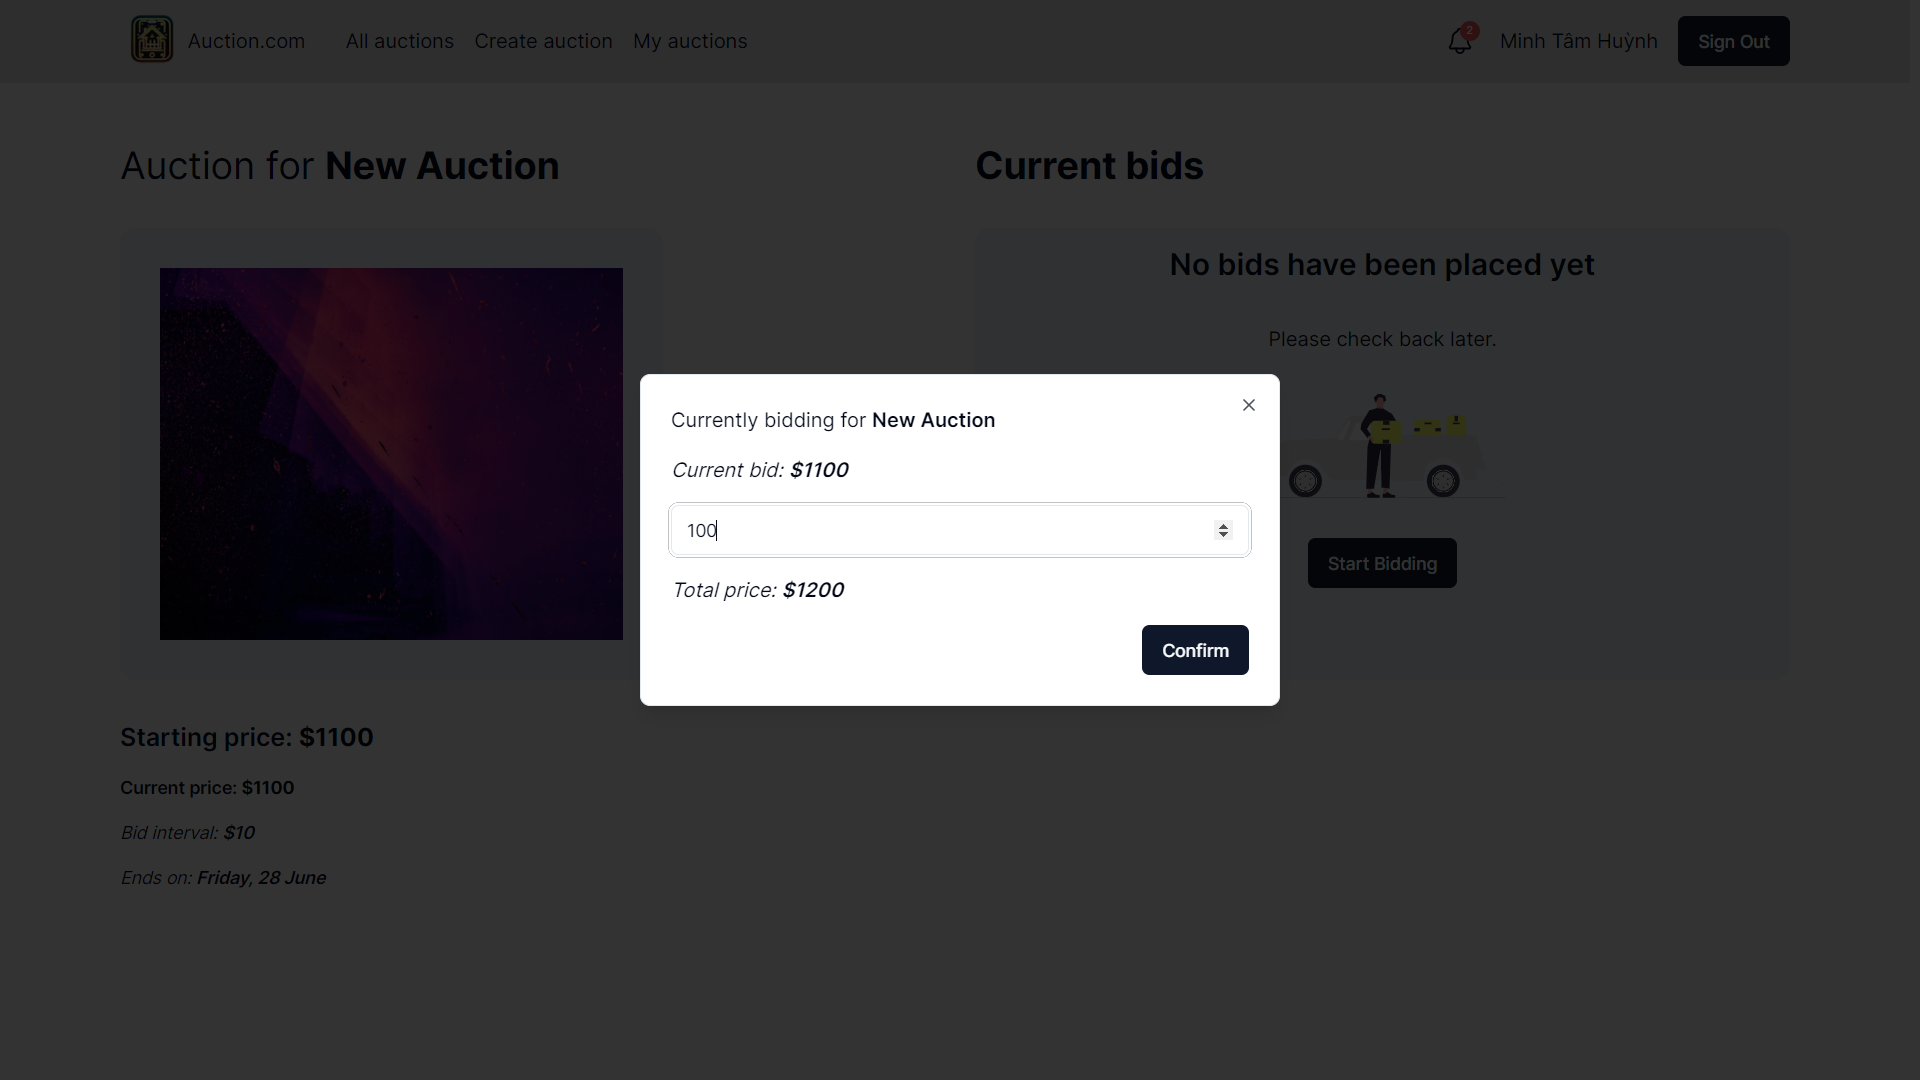 Auction.com
All auctions
Create auction
My auctions
2
Minh Tâm Huỳnh
Sign Out
Auction for New Auction
Current bids
No bids have been placed yet
Please check back later.
Start Bidding
Currently bidding for New Auction
Current bid: $1100
100
Total price: $1200
Confirm
Starting price: $1100
Current price: $1100
Bid interval: $10
Ends on: Friday, 28 June